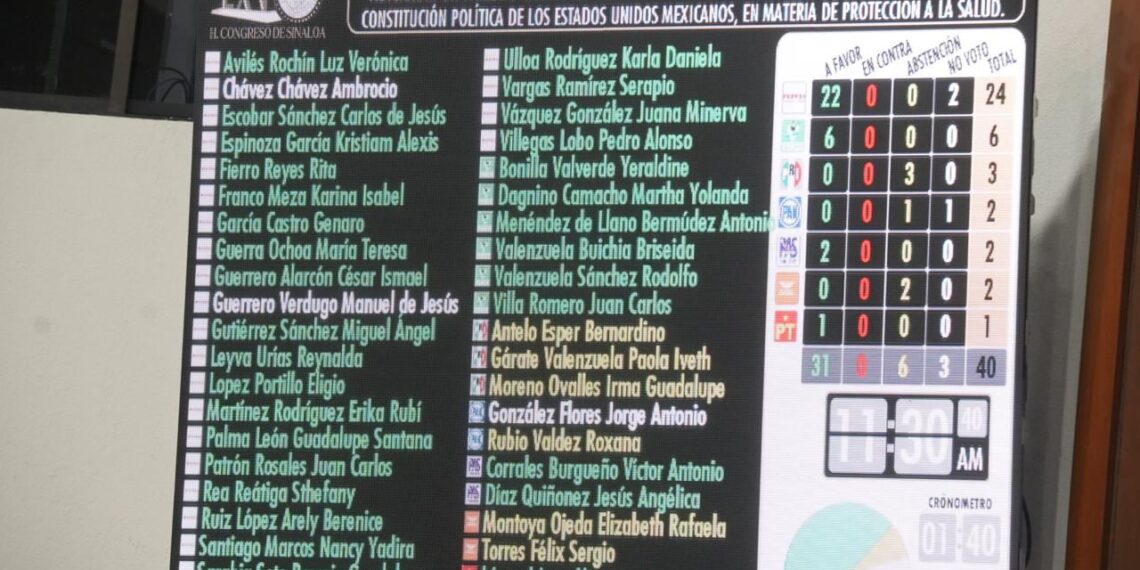 H. CONGRESO DE SINALOA
CONSTITUCIÓN POLÍTICA DE LOS ESTADOS UNIDOS MEXICANOS, EN MATERIA DE PROTECCIÓN A LA SALUD.
Avilés Rochín Luz Verónica
Chávez Chávez Ambrocio
Escobar Sánchez Carlos de Jesús
Espinoza García Kristiam Alexis
Fierro Reyes Rita
Franco Meza Karina Isabel
García Castro Genaro
Guerra Ochoa María Teresa
Guerrero Alarcón César Ismael
Guerrero Verdugo Manuel de Jesús
Gutiérrez Sánchez Miguel Ángel
Leyva Urías Reynalda
Lopez Portillo Eligio
Martínez Rodríguez Erika Rubí
Palma León Guadalupe Santana
Patrón Rosales Juan Carlos
Rea Reátiga Sthefany
Ruiz López Arely Berenice
Santiago Marcos Nancy Yadira
Ulloa Rodríguez Karla Daniela
Vargas Ramírez Serapio
Vázquez González Juana Minerva
Villegas Lobo Pedro Alonso
Bonilla Valverde Yeraldine
Dagnino Camacho Martha Yolanda
Menéndez de Llano Bermúdez Antonio
Valenzuela Buichia Briseida
Valenzuela Sánchez Rodolfo
Villa Romero Juan Carlos
Antelo Esper Bernardino
Gárate Valenzuela Paola Iveth
Moreno Ovalles Irma Guadalupe
González Flores Jorge Antonio
Rubio Valdez Roxana
Corrales Burgueño Víctor Antonio
Díaz Quiñonez Jesús Angélica
Montoya Ojeda Elizabeth Rafaela
Torres Félix Sergio
A FAVOR EN CONTRA ABSTENCIÓN NO VOTO TOTAL
22 0 0 2 24
6 0 0 0 6
PRI 0 0 3 0 3
PAN 0 0 1 1 2
PAS 2 0 0 0 2
0 0 2 0 2
PT 1 0 0 0 1
31 0 6 3 40
11:30 40 AM
CRÓNOMETRO
01:40